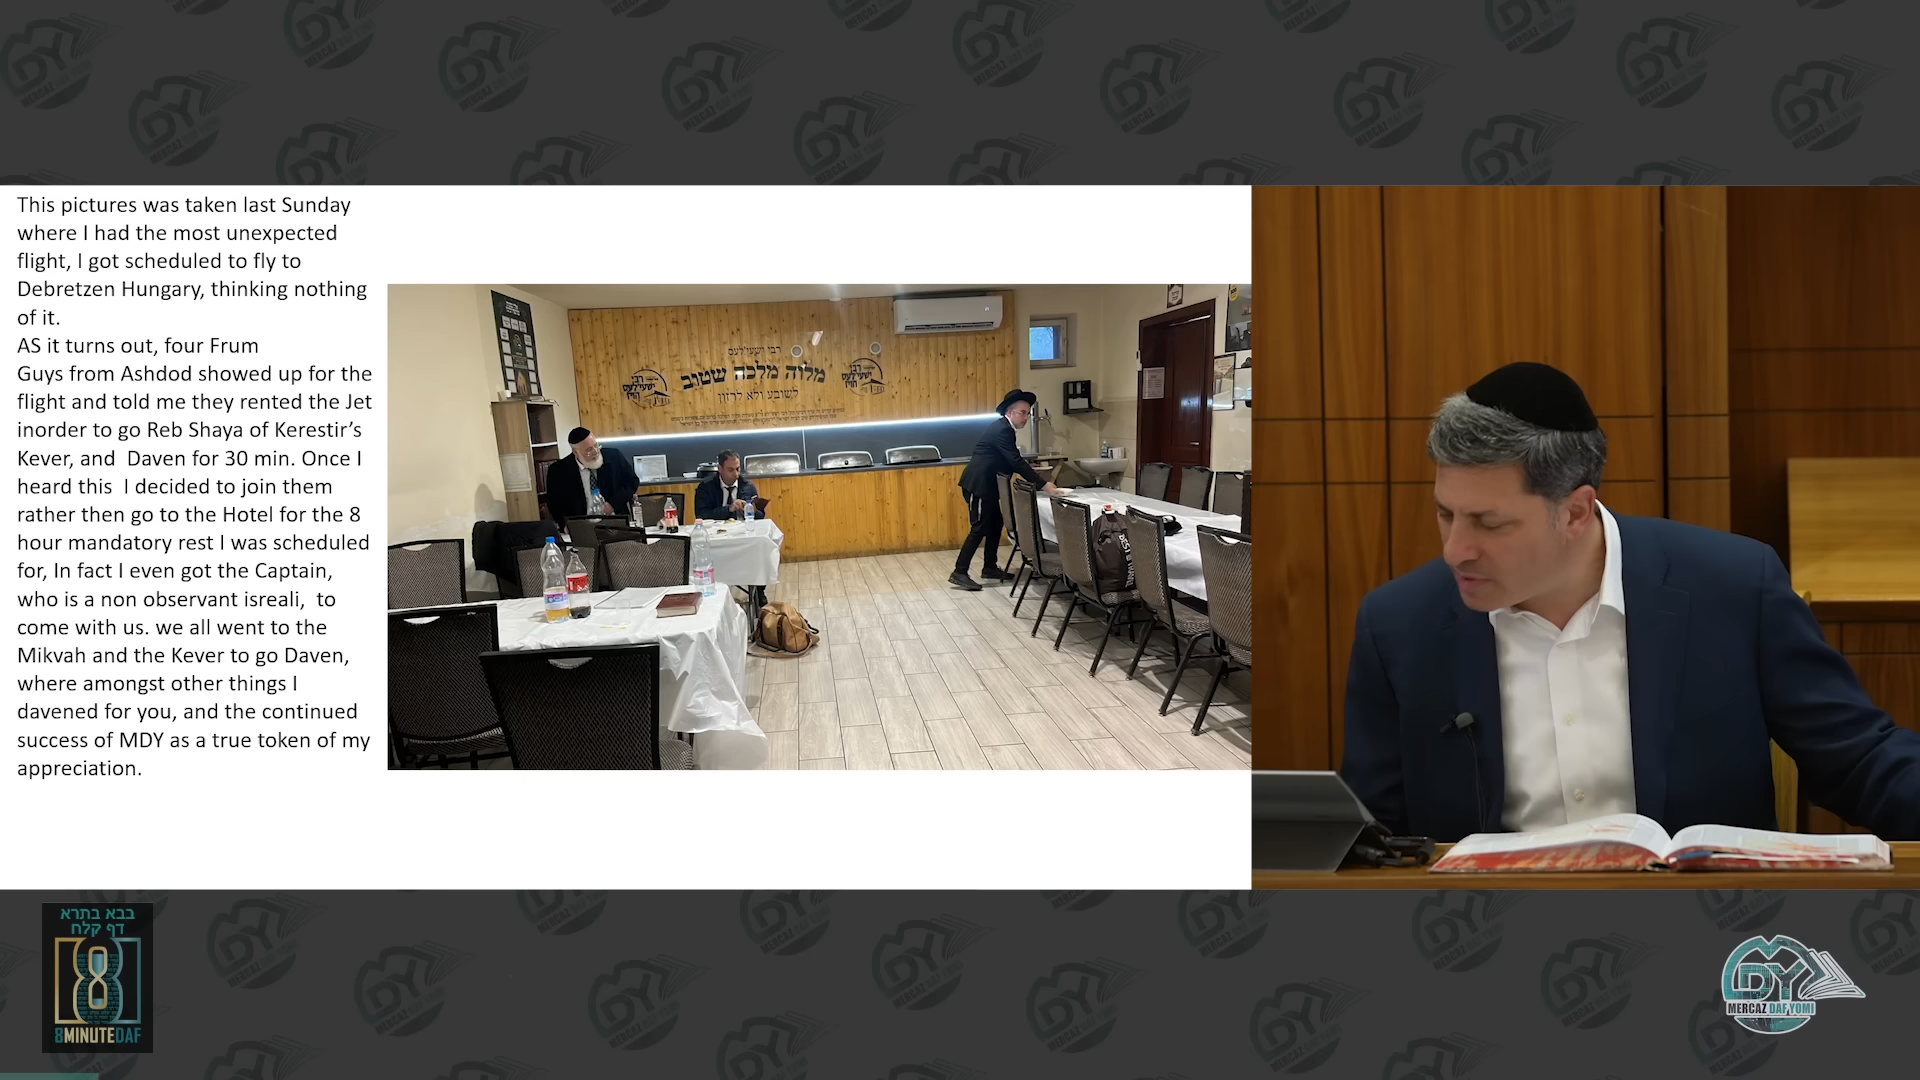 This pictures was taken last Sunday
where I had the most unexpected
flight, I got scheduled to fly to
Debretzen Hungary, thinking nothing
of it.
AS it turns out, four Frum
Guys from Ashdod showed up for the
flight and told me they rented the Jet
inorder to go Reb Shaya of Kerestir’s
Kever, and  Daven for 30 min. Once I
heard this  I decided to join them
rather then go to the Hotel for the 8
hour mandatory rest I was scheduled
for, In fact I even got the Captain,
who is a non observant isreali,  to
come with us. we all went to the
Mikvah and the Kever to go Daven,
where amongst other things I
davened for you, and the continued
success of MDY as a true token of my
appreciation.
רבי ישעי'לעס
מלוה מלכה שטוב
לשובע ולא לרזון
בבא בתרא
דף קלח
8
8MINUTEDAF
MDY
MERCAZ DAF YOMI